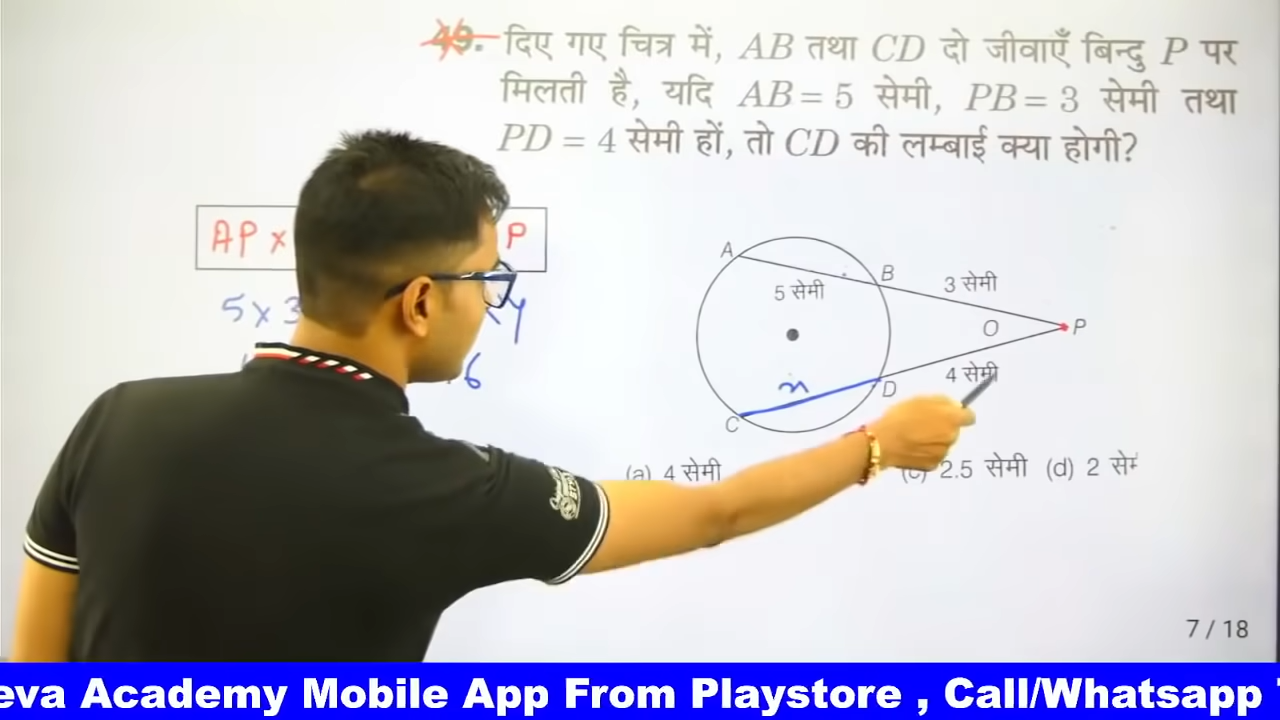 49. दिए गए चित्र में, AB तथा CD दो जीवाएँ बिन्दु P पर
मिलती है, यदि AB = 5 सेमी, PB = 3 सेमी तथा
PD = 4 सेमी हों, तो CD की लम्बाई क्या होगी?
AP × P
5 × 3
6
A
B
5 सेमी
3 सेमी
O
P
4 सेमी
n
D
C
(a) 4 सेमी (c) 2.5 सेमी (d) 2
7 / 18
Academy Mobile App From Playstore , Call/Whatsapp